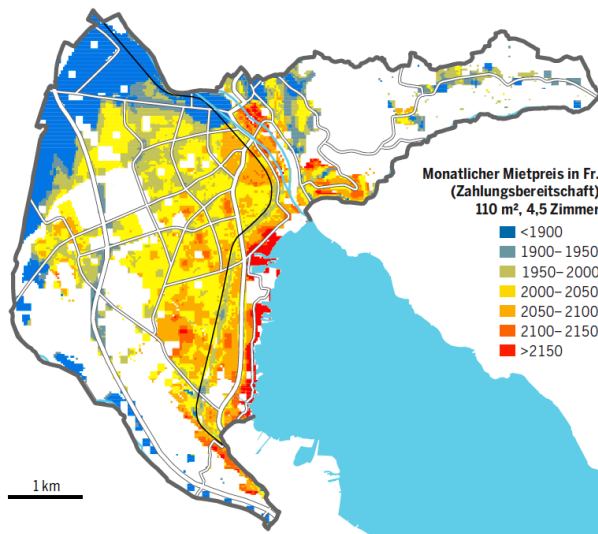 Monatlicher Mietpreis in Fr.
(Zahlungsbereitschaft)
110 m², 4,5 Zimmer
<1900
1900–1950
1950–2000
2000–2050
2050–2100
2100–2150
>2150
1 km